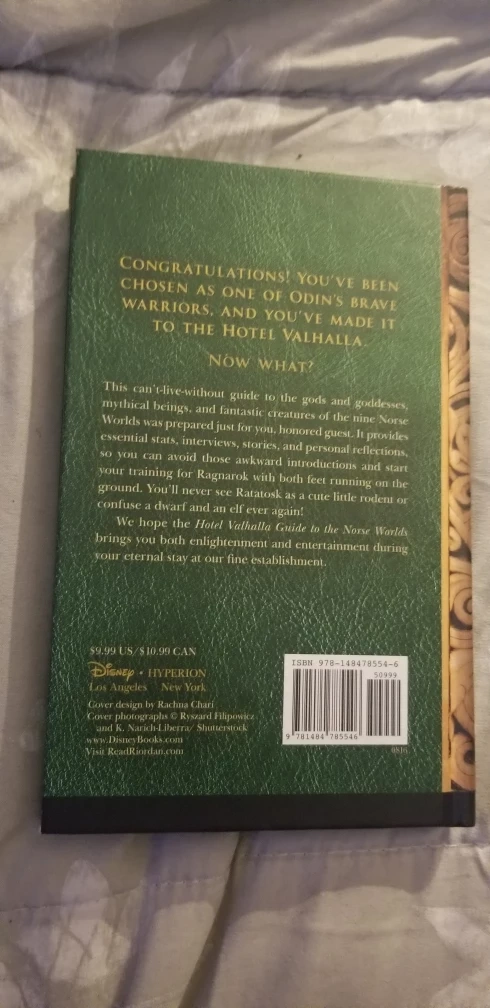 CONGRATULATIONS! YOU'VE BEEN
CHOSEN AS ONE OF ODIN'S BRAVE
WARRIORS, AND YOU'VE MADE IT
TO THE HOTEL VALHALLA.
NOW WHAT?
This can't-live-without guide to the gods and goddesses,
mythical beings, and fantastic creatures of the nine Norse
Worlds was prepared just for you, honored guest. It provides
essential stats, interviews, stories, and personal reflections,
so you can avoid those awkward introductions and start
your training for Ragnarok with both feet running on the
ground. You'll never see Ratatosk as a cute little rodent or
confuse a dwarf and an elf ever again!
We hope the Hotel Valhalla Guide to the Norse Worlds
brings you both enlightenment and entertainment during
your eternal stay at our fine establishment.
$9.99 US/$10.99 CAN
Disney • HYPERION
Los Angeles New York
Cover design by Rachna Chari
Cover photographs © Ryszard Filipowicz
and K. Narich-Liberra/ Shutterstock
www.DisneyBooks.com
Visit ReadRiordan.com
ISBN 978-148478554-6
50999
9 781484 785546
0816